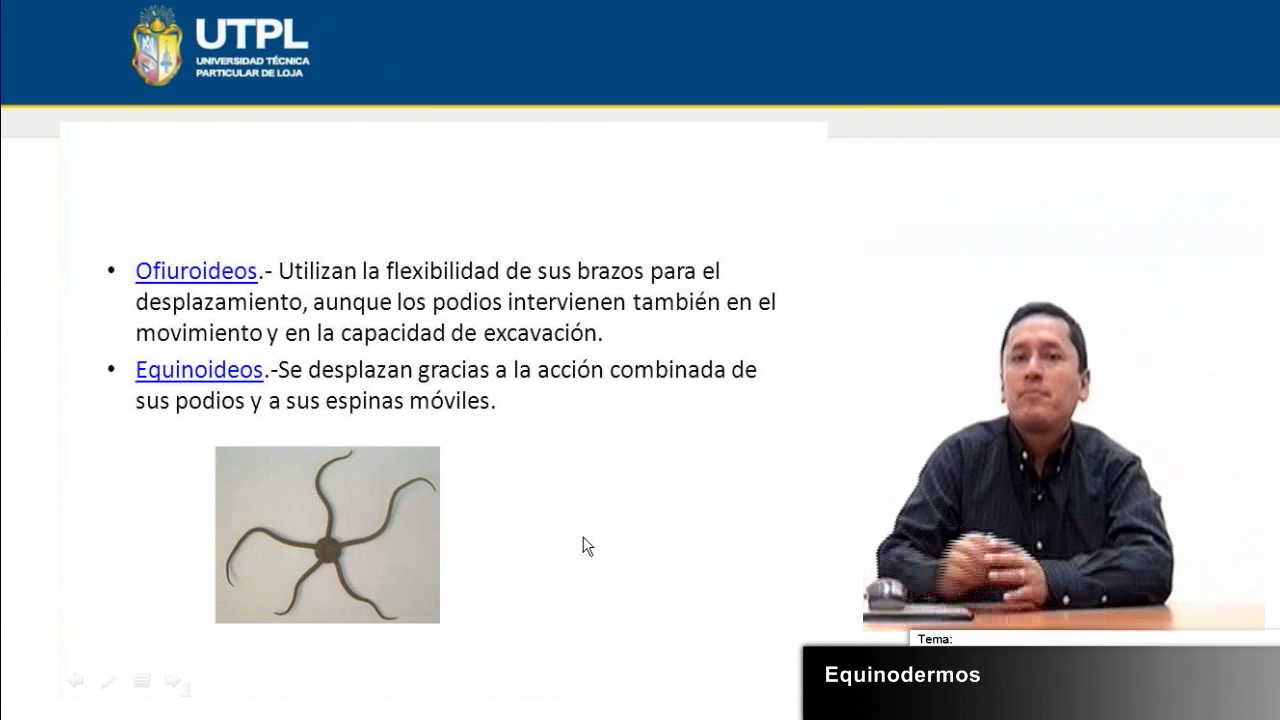 UTPL
UNIVERSIDAD TÉCNICA
PARTICULAR DE LOJA
• Ofiuroideos.- Utilizan la flexibilidad de sus brazos para el
desplazamiento, aunque los podios intervienen también en el
movimiento y en la capacidad de excavación.
• Equinoideos.-Se desplazan gracias a la acción combinada de
sus podios y a sus espinas móviles.
Tema:
Equinodermos